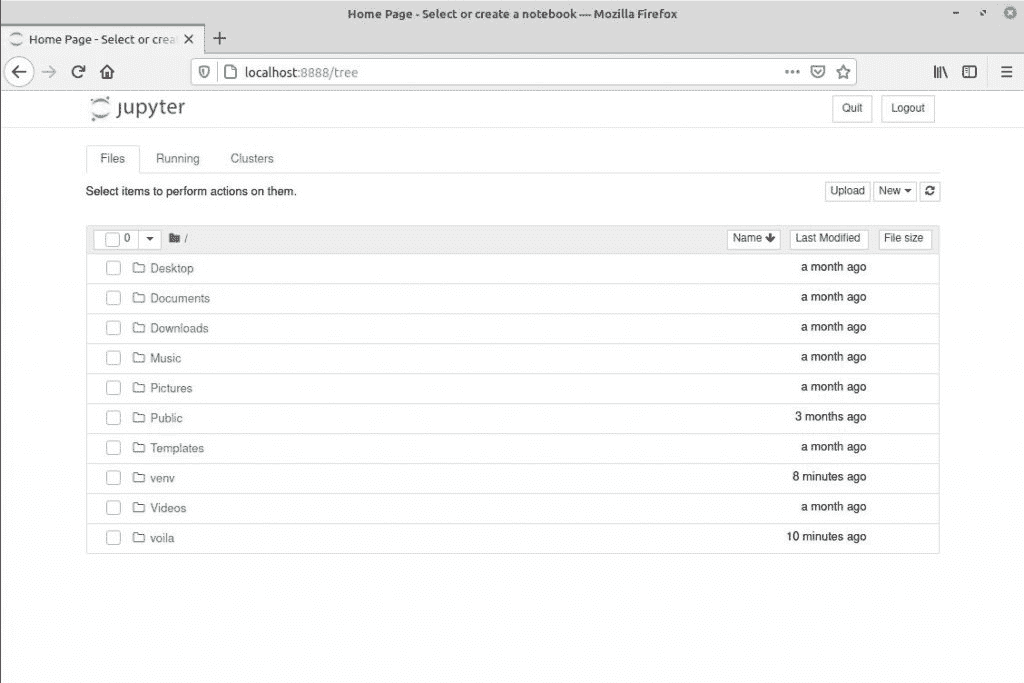 Home Page - Select or create a notebook — Mozilla Firefox
Home Page - Select or crea
localhost:8888/tree
jupyter
Quit Logout
Files Running Clusters
Select items to perform actions on them.
Upload New
0 / Name Last Modified File size
Desktop a month ago
Documents a month ago
Downloads a month ago
Music a month ago
Pictures a month ago
Public 3 months ago
Templates a month ago
venv 8 minutes ago
Videos a month ago
voila 10 minutes ago